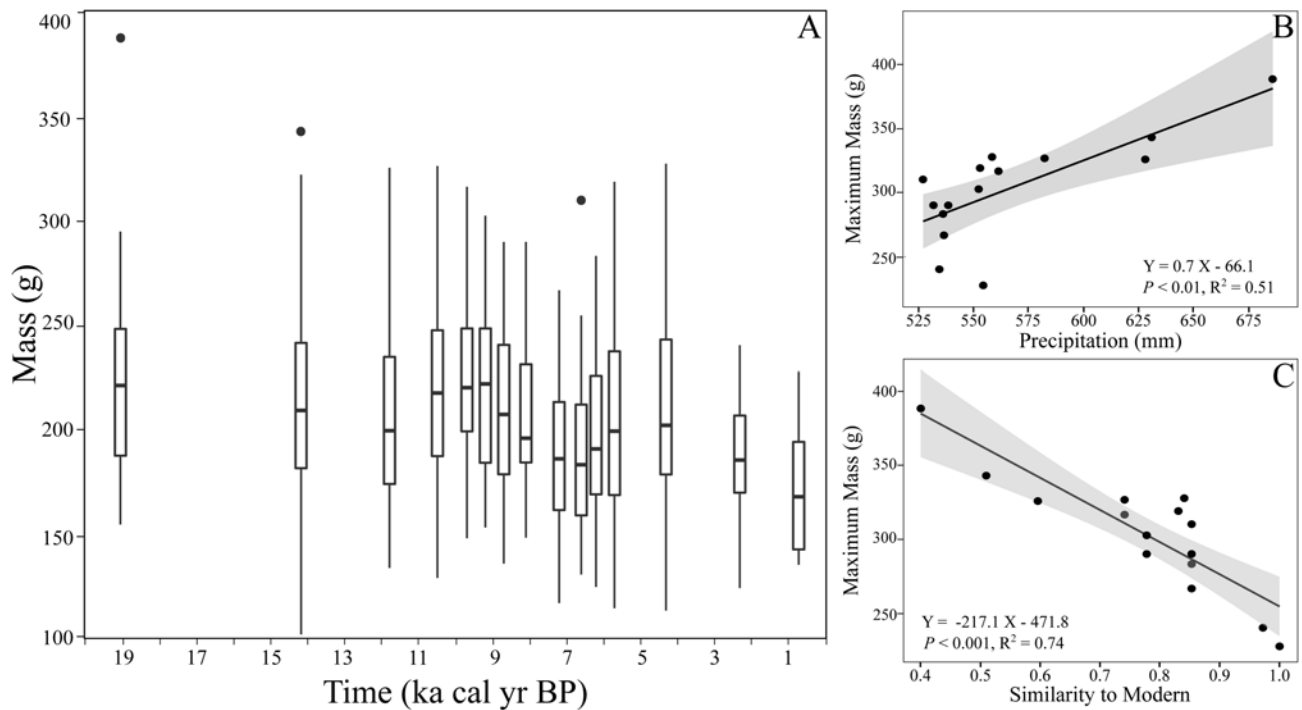 A
400
350
300
250
200
150
100
Mass (g)
19 17 15 13 11 9 7 5 3 1
Time (ka cal yr BP)
B
400
350
300
250
Maximum Mass (g)
Y = 0.7 X - 66.1
P < 0.01, R² = 0.51
525 550 575 600 625 650 675
Precipitation (mm)
C
400
350
300
250
Maximum Mass (g)
Y = -217.1 X - 471.8
P < 0.001, R² = 0.74
0.4 0.5 0.6 0.7 0.8 0.9 1.0
Similarity to Modern